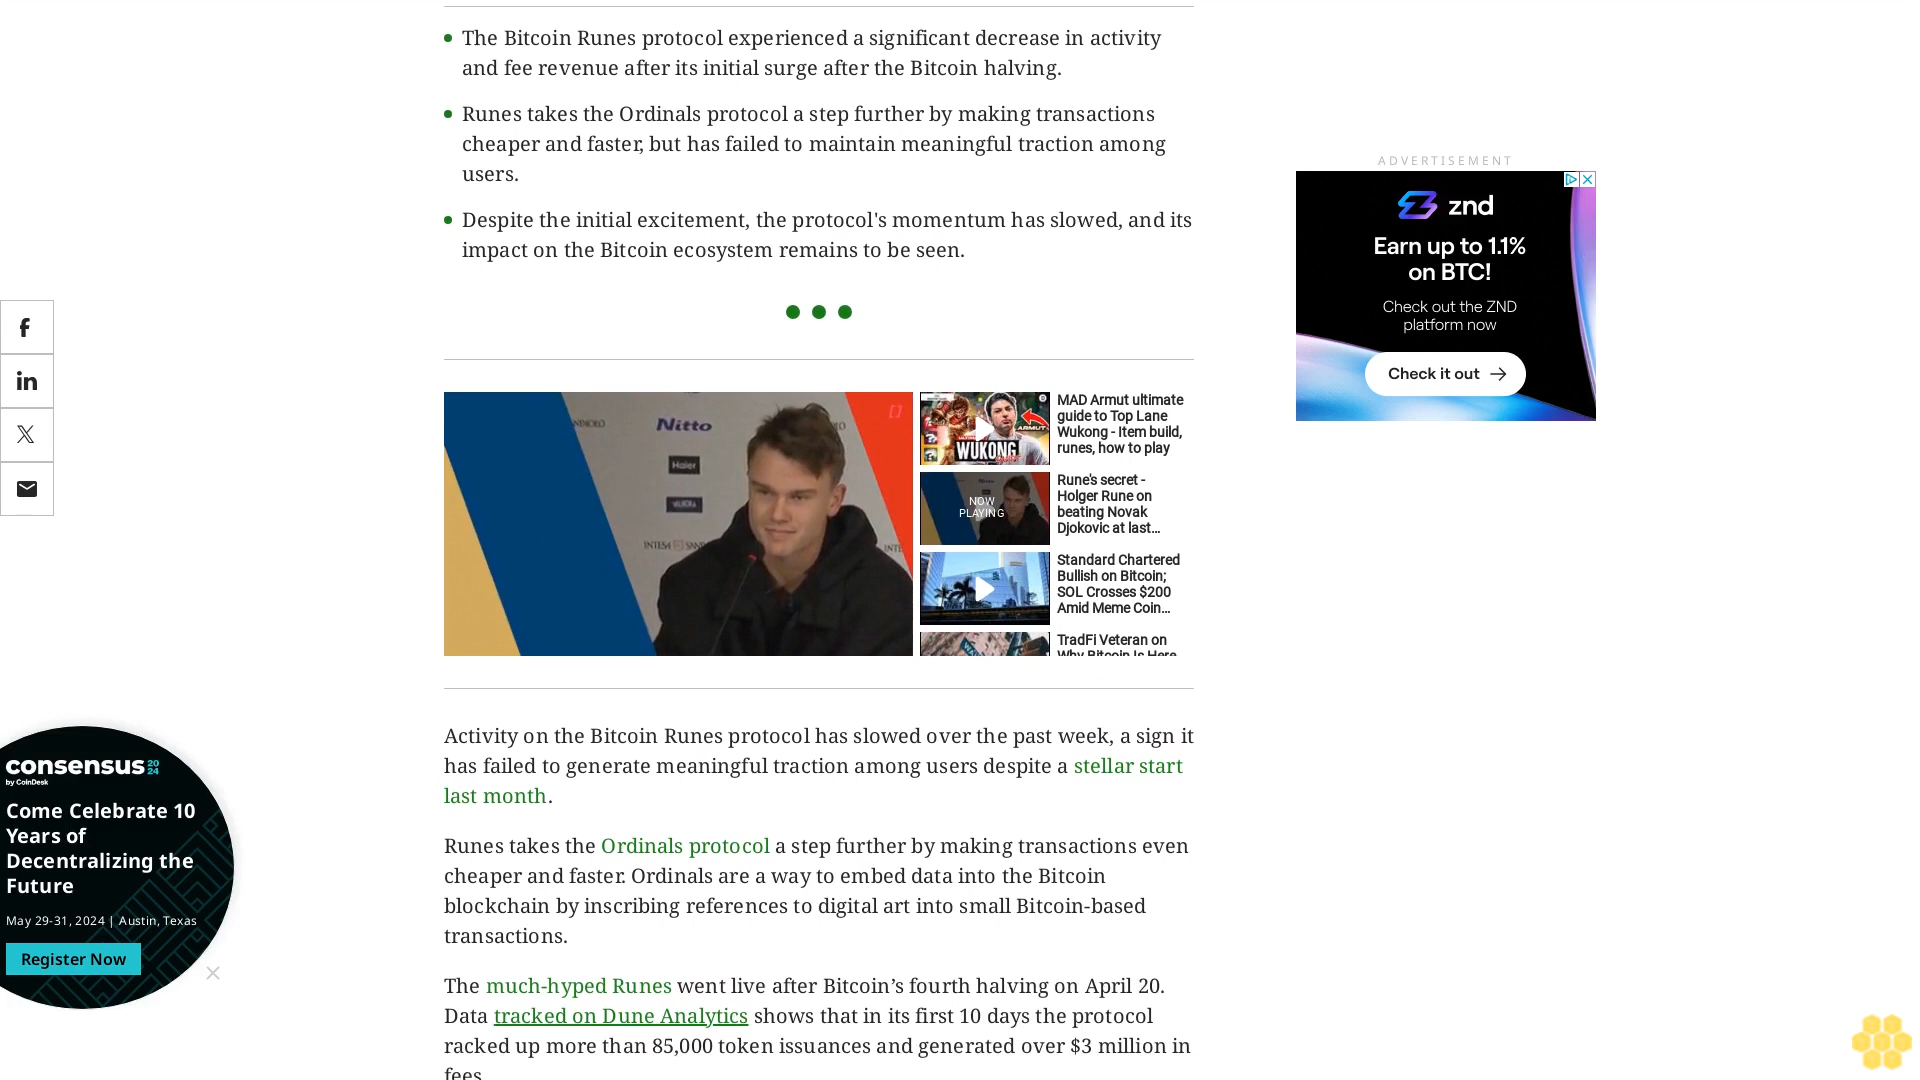 The Bitcoin Runes protocol experienced a significant decrease in activity
and fee revenue after its initial surge after the Bitcoin halving.
Runes takes the Ordinals protocol a step further by making transactions
cheaper and faster, but has failed to maintain meaningful traction among
users.
Despite the initial excitement, the protocol's momentum has slowed, and its
impact on the Bitcoin ecosystem remains to be seen.
ADVERTISEMENT
znd
Earn up to 1.1%
on BTC!
Check out the ZND
platform now
Check it out
Nitto
Haier
INTESA
WUKONG
ARMUT
MAD Armut ultimate
guide to Top Lane
Wukong - Item build,
runes, how to play
NOW
PLAYING
Rune's secret -
Holger Rune on
beating Novak
Djokovic at last...
Standard Chartered
Bullish on Bitcoin;
SOL Crosses $200
Amid Meme Coin...
TradFi Veteran on
Why Bitcoin Is Here
Activity on the Bitcoin Runes protocol has slowed over the past week, a sign it
has failed to generate meaningful traction among users despite a stellar start
last month.
Runes takes the Ordinals protocol a step further by making transactions even
cheaper and faster. Ordinals are a way to embed data into the Bitcoin
blockchain by inscribing references to digital art into small Bitcoin-based
transactions.
The much-hyped Runes went live after Bitcoin’s fourth halving on April 20.
Data tracked on Dune Analytics shows that in its first 10 days the protocol
racked up more than 85,000 token issuances and generated over $3 million in
fees.
consensus 2024
by CoinDesk
Come Celebrate 10
Years of
Decentralizing the
Future
May 29-31, 2024 | Austin, Texas
Register Now